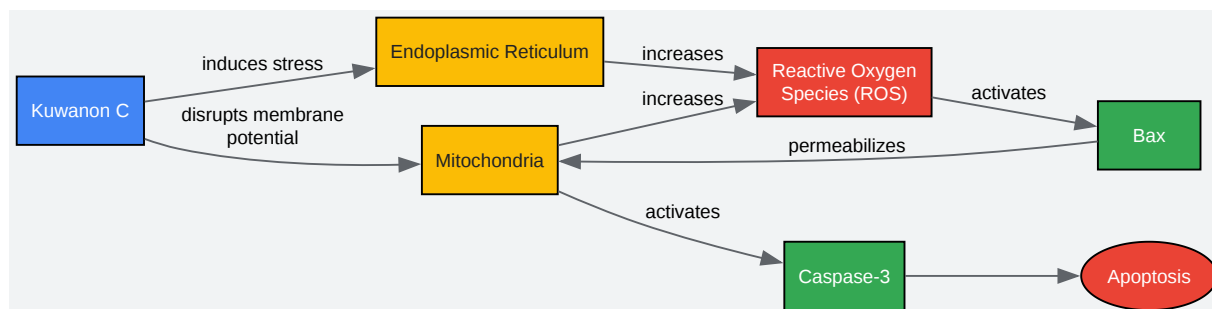 Kuwanon C
induces stress
disrupts membrane
potential
Endoplasmic Reticulum
Mitochondria
increases
increases
Reactive Oxygen
Species (ROS)
activates
Bax
permeabilizes
activates
Caspase-3
Apoptosis